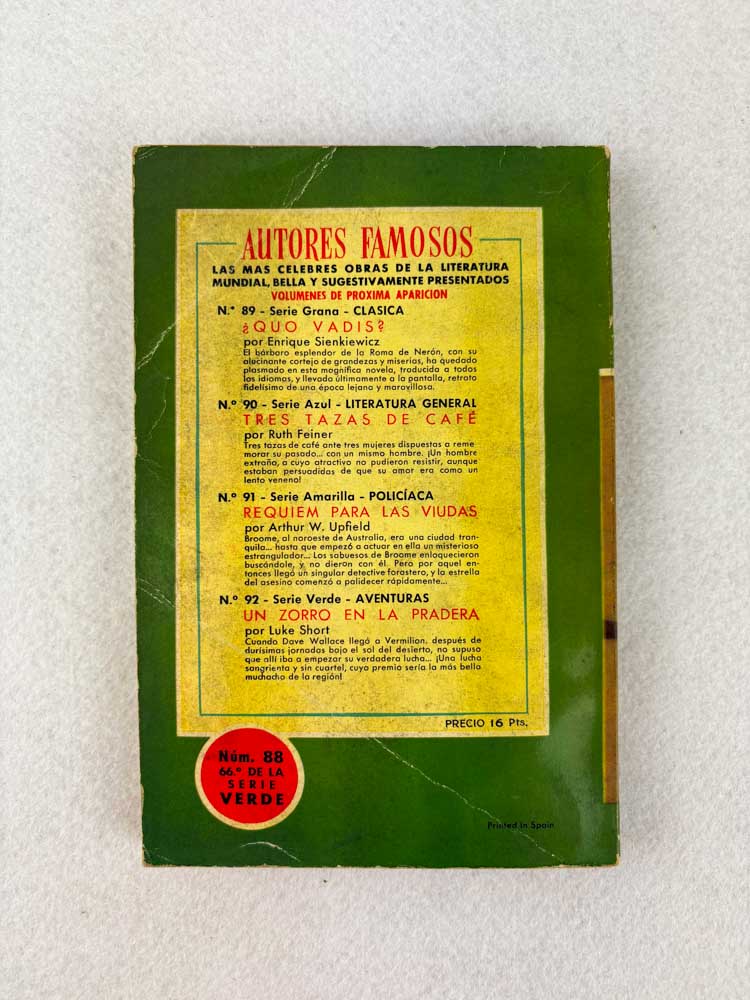 AUTORES FAMOSOS
LAS MAS CELEBRES OBRAS DE LA LITERATURA
MUNDIAL, BELLA Y SUGESTIVAMENTE PRESENTADOS
VOLUMENES DE PROXIMA APARICION
N.º 89 - Serie Grana - CLASICA
¿QUO VADIS?
por Enrique Sienkiewicz
El bárbaro esplendor de la Roma de Nerón, con su
alucinante cortejo de grandezas y miserias, ha quedado
plasmado en esta magnífica novela, traducida a todos
los idiomas, y llevada últimamente a la pantalla, retrato
fidelísimo de una época lejana y maravillosa.
N.º 90 - Serie Azul - LITERATURA GENERAL
TRES TAZAS DE CAFÉ
por Ruth Feiner
Tres tazas de café ante tres mujeres dispuestas a reme
morar su pasado... con un mismo hombre. ¡Un hombre
extraño, a cuyo atractivo no pudieron resistir, aunque
estaban persuadidas de que su amor era como un
lento veneno!
N.º 91 - Serie Amarilla - POLICÍACA
REQUIEM PARA LAS VIUDAS
por Arthur W. Upfield
Broome, al noroeste de Australia, era una ciudad tran-
quila... hasta que empezó a actuar en ella un misterioso
estrangulador... Los sabuesos de Broome enloquecieron
buscándole, y no dieron con él. Pero por aquel en-
tonces llegó un singular detective forastero, y la estrella
del asesino comenzó a palidecer rápidamente...
N.º 92 - Serie Verde - AVENTURAS
UN ZORRO EN LA PRADERA
por Luke Short
Cuando Dave Wallace llegó a Vermilion, después de
durísimas jornadas bajo el sol del desierto, no supuso
que allí iba a empezar su verdadera lucha... ¡Una lucha
sangrienta y sin cuartel, cuyo premio sería la más bella
muchacha de la región!
PRECIO 16 Pts.
Núm. 88
66.º DE LA
SERIE
VERDE
Printed in Spain